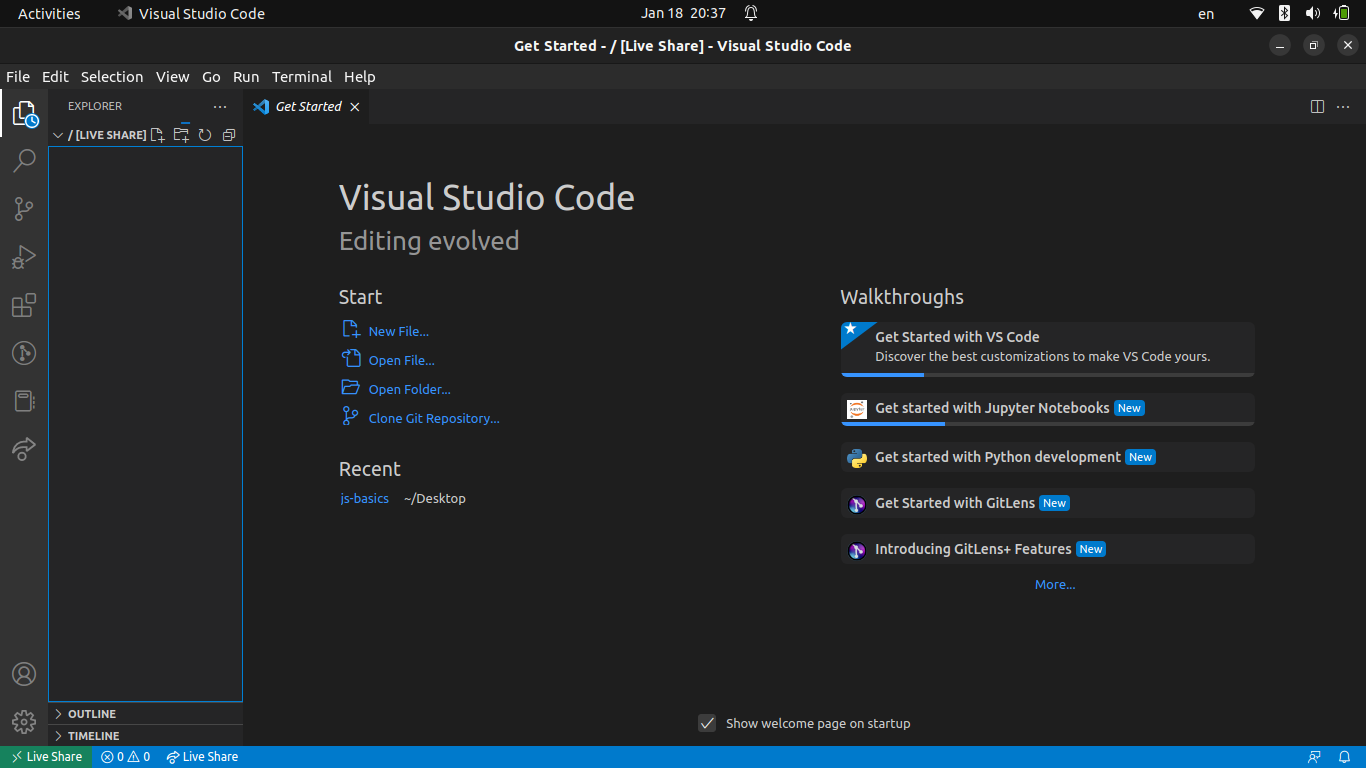 Activities
Visual Studio Code
Jan 18 20:37
en
Get Started - / [Live Share] - Visual Studio Code
File Edit Selection View Go Run Terminal Help
EXPLORER
Get Started
/ [LIVE SHARE]
Visual Studio Code
Editing evolved
Start
New File...
Open File...
Open Folder...
Clone Git Repository...
Recent
js-basics ~/Desktop
Walkthroughs
Get Started with VS Code
Discover the best customizations to make VS Code yours.
Get started with Jupyter Notebooks New
Get started with Python development New
Get Started with GitLens New
Introducing GitLens+ Features New
More...
Show welcome page on startup
OUTLINE
TIMELINE
Live Share
0 0
Live Share